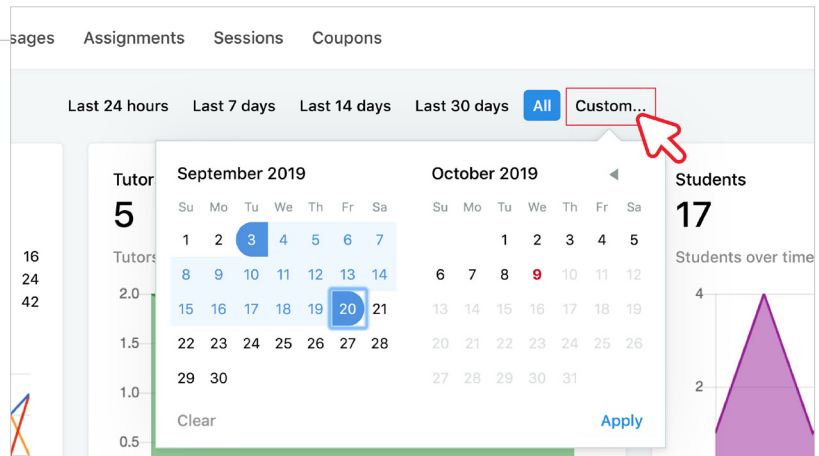 sages Assignments Sessions Coupons
Last 24 hours Last 7 days Last 14 days Last 30 days All Custom...
September 2019 October 2019
Su Mo Tu We Th Fr Sa Su Mo Tu We Th Fr Sa
1 2 3 4 5 6 7 1 2 3 4 5
8 9 10 11 12 13 14 6 7 8 9 10 11 12
15 16 17 18 19 20 21 13 14 15 16 17 18 19
22 23 24 25 26 27 28 20 21 22 23 24 25 26
29 30 27 28 29 30 31
Clear Apply
16
24
42
Tutor
5
Tutors
2.0
1.5
1.0
0.5
Students
17
Students over time
4
2